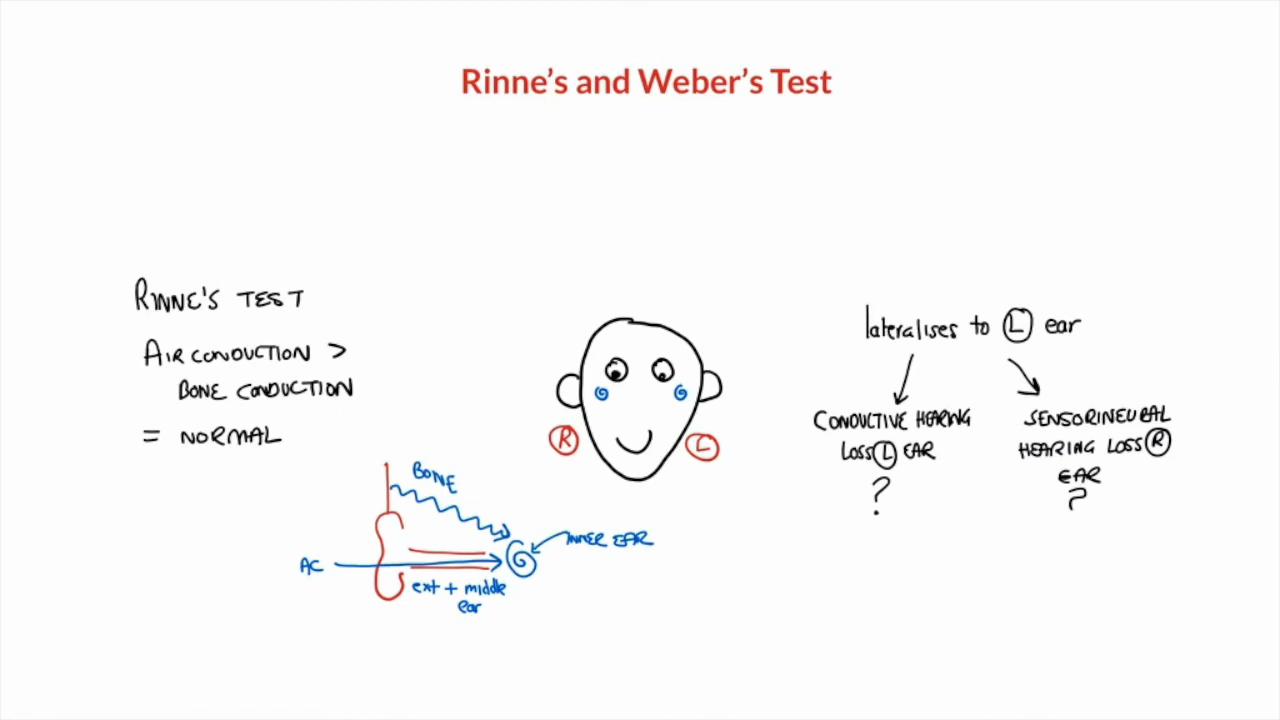 Rinne's and Weber's Test
RINNE'S TEST
AIR CONDUCTION >
BONE CONDUCTION
= NORMAL
R
L
lateralises to L ear
CONDUCTIVE HEARING
LOSS L EAR
?
SENSORINEURAL
HEARING LOSS R
EAR
?
BONE
INNER EAR
AC
ext + middle
ear